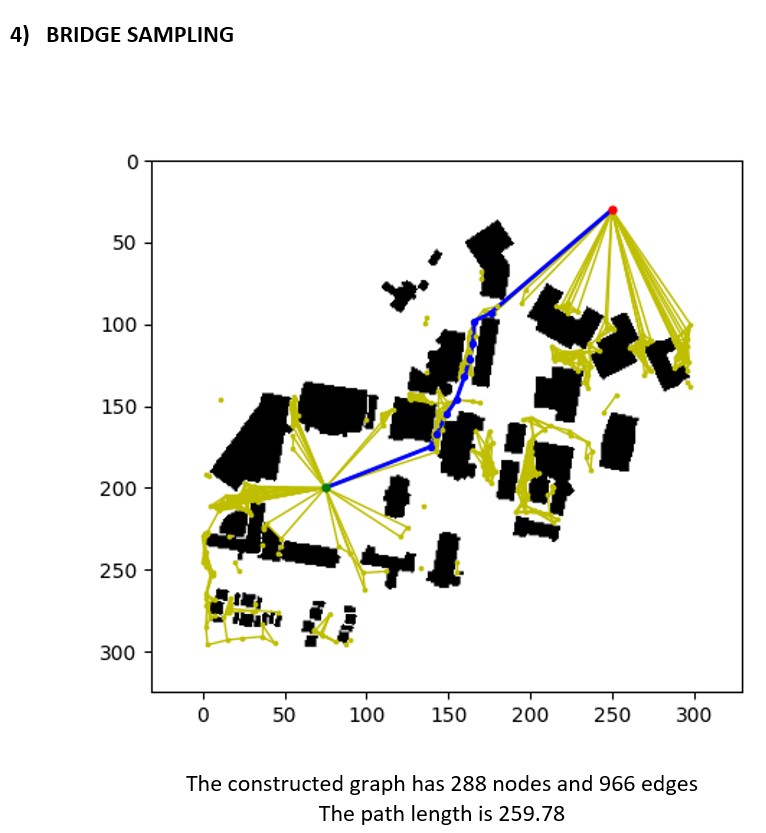 4) BRIDGE SAMPLING
0
50
100
150
200
250
300
0 50 100 150 200 250 300
The constructed graph has 288 nodes and 966 edges
The path length is 259.78